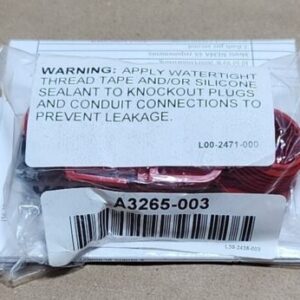 WARNING: APPLY WATERTIGHT
THREAD TAPE AND/OR SILICONE
SEALANT TO KNOCKOUT PLUGS
AND CONDUIT CONNECTIONS TO
PREVENT LEAKAGE.
L00-2471-000
A3265-003